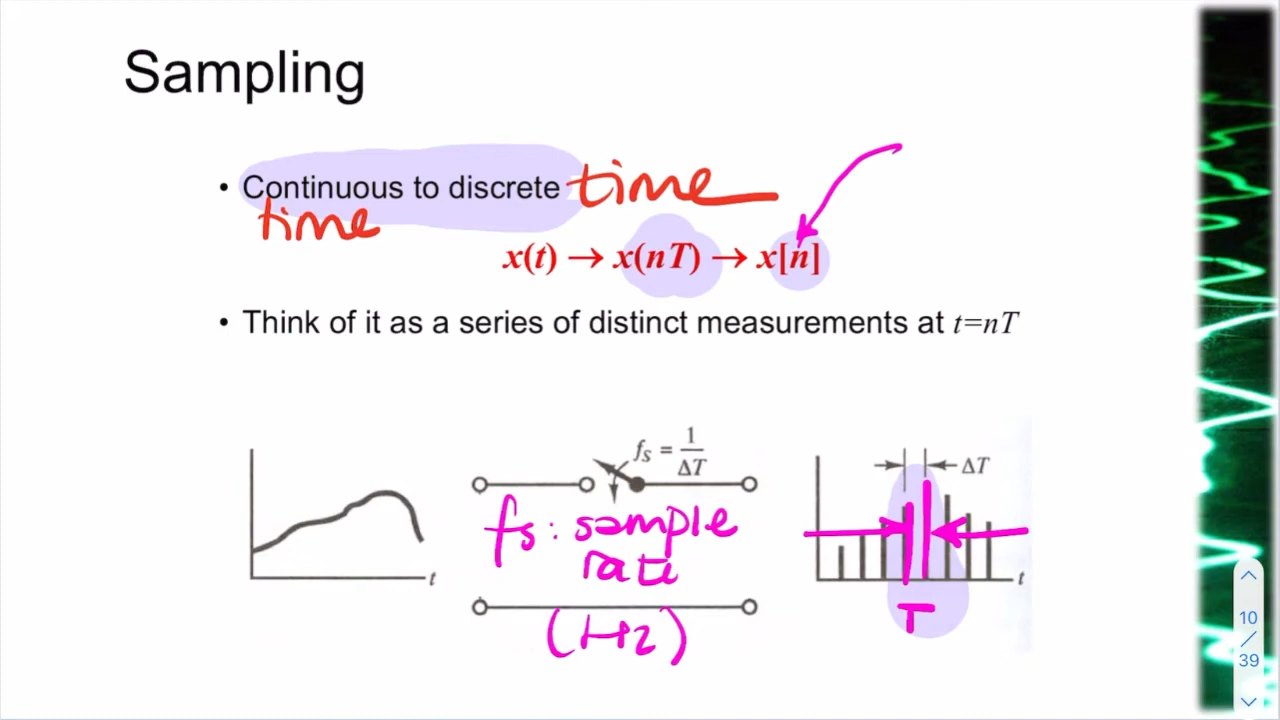 Sampling
• Continuous to discrete time
time
x(t) → x(nT) → x[n]
• Think of it as a series of distinct measurements at t=nT
fs = 1/ΔT
ΔT
fs : sample
rate
(Hz)
t
t
T
10
/
39